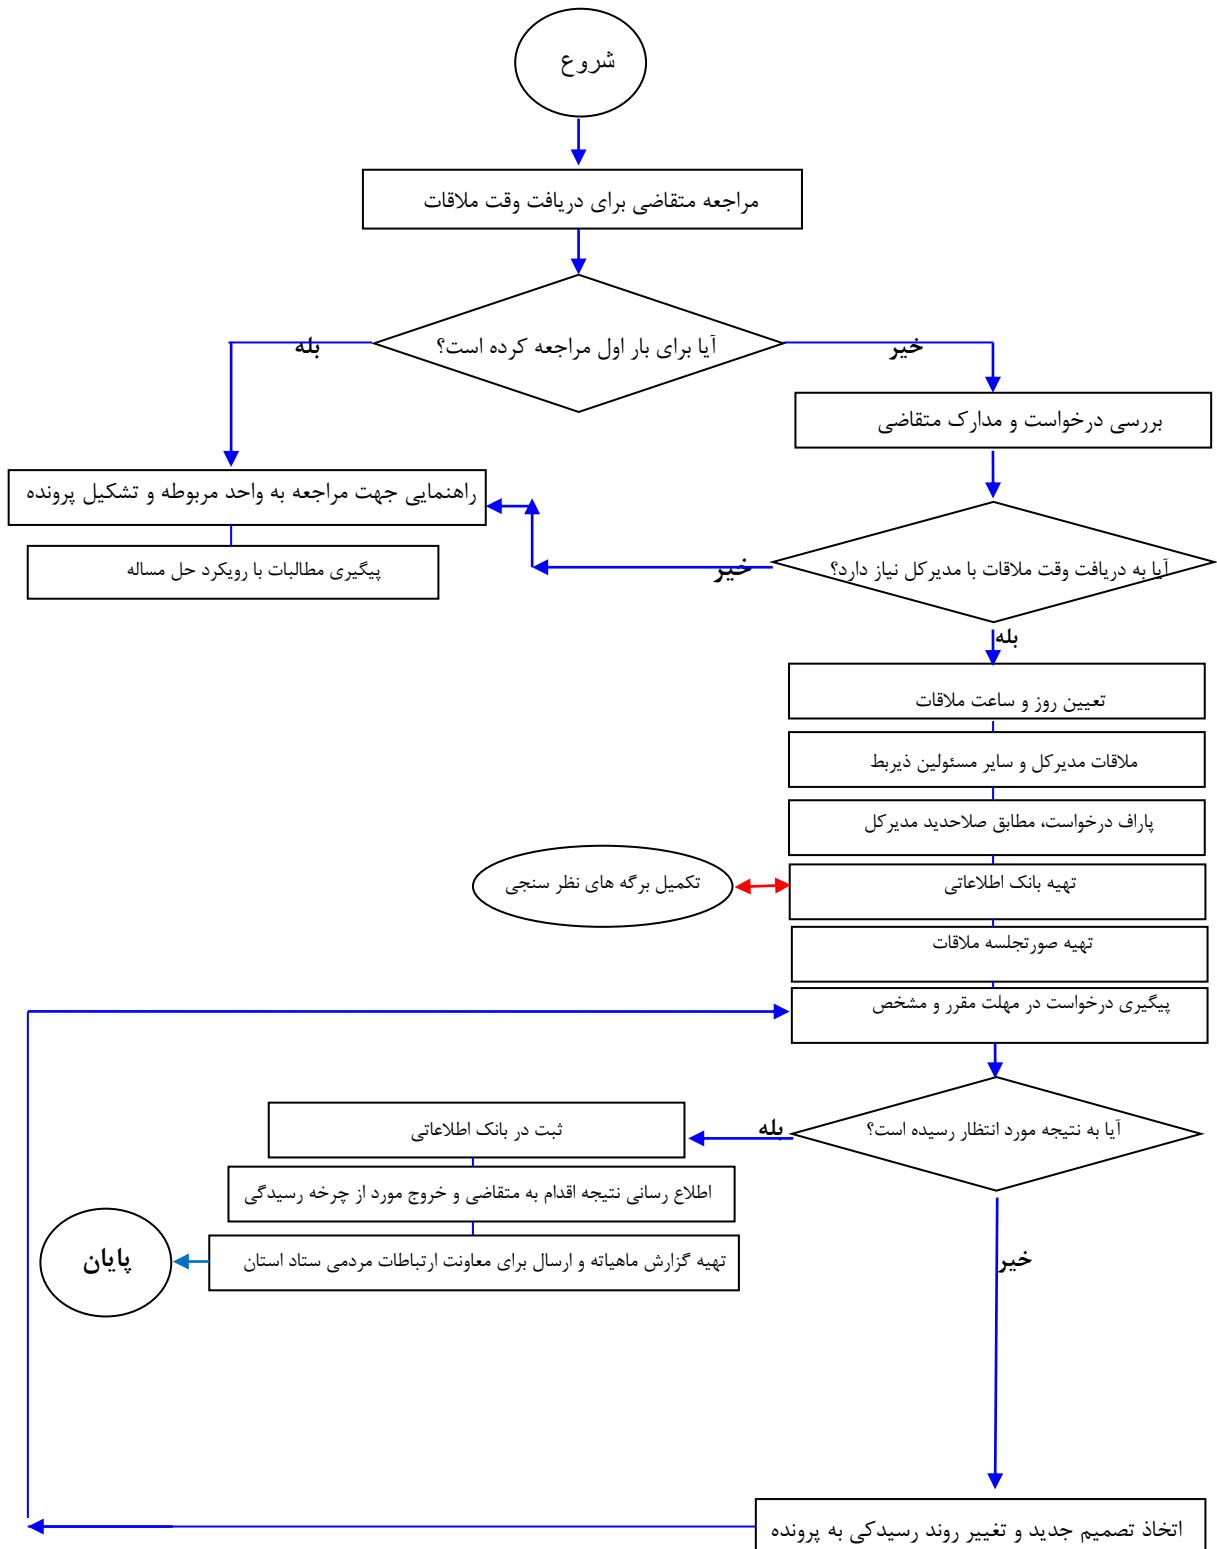 شروع
مراجعه متقاضی برای دریافت وقت ملاقات
آیا برای بار اول مراجعه کرده است؟
خیر
بله
بررسی درخواست و مدارک متقاضی
راهنمایی جهت مراجعه به واحد مربوطه و تشکیل پرونده
پیگیری مطالبات با رویکرد حل مساله
آیا به دریافت وقت ملاقات با مدیرکل نیاز دارد؟
خیر
بله
تعیین روز و ساعت ملاقات
ملاقات مدیرکل و سایر مسئولین ذیربط
پاراف درخواست، مطابق صلاحدید مدیرکل
تهیه بانک اطلاعاتی
تکمیل برگه های نظر سنجی
تهیه صورتجلسه ملاقات
پیگیری درخواست در مهلت مقرر و مشخص
آیا به نتیجه مورد انتظار رسیده است؟
بله
ثبت در بانک اطلاعاتی
اطلاع رسانی نتیجه اقدام به متقاضی و خروج مورد از چرخه رسیدگی
تهیه گزارش ماهیاته و ارسال برای معاونت ارتباطات مردمی ستاد استان
پایان
خیر
اتخاذ تصمیم جدید و تغییر روند رسیدکی به پرونده